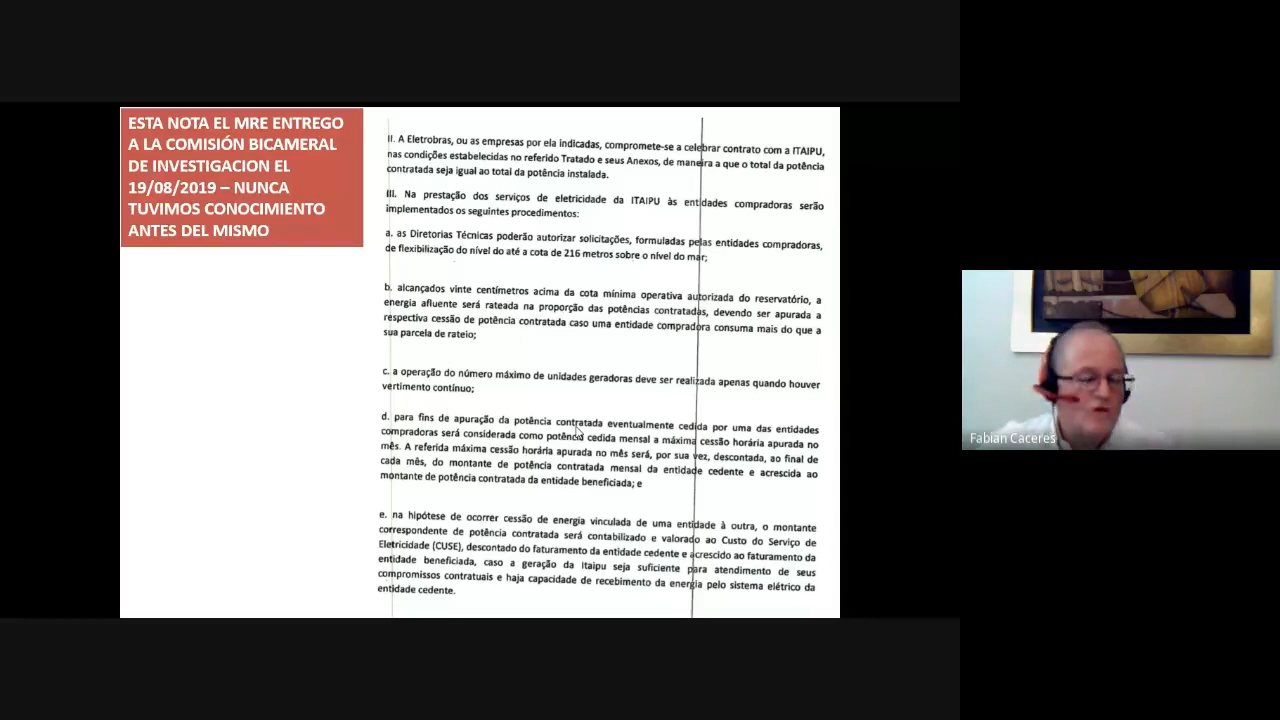 ESTA NOTA EL MRE ENTREGO
A LA COMISIÓN BICAMERAL
DE INVESTIGACION EL
19/08/2019 – NUNCA
TUVIMOS CONOCIMIENTO
ANTES DEL MISMO
II. A Eletrobras, ou as empresas por ela indicadas, compromete-se a celebrar contrato com a ITAIPU,
nas condições estabelecidas no referido Tratado e seus Anexos, de maneira a que o total da potência
contratada seja igual ao total da potência instalada.
III. Na prestação dos serviços de eletricidade da ITAIPU às entidades compradoras serão
implementados os seguintes procedimentos:
a. as Diretorias Técnicas poderão autorizar solicitações, formuladas pelas entidades compradoras,
de flexibilização do nível do até a cota de 216 metros sobre o nível do mar;
b. alcançados vinte centímetros acima da cota mínima operativa autorizada do reservatório, a
energia afluente será rateada na proporção das potências contratadas, devendo ser apurada a
respectiva cessão de potência contratada caso uma entidade compradora consuma mais do que a
sua parcela de rateio;
c. a operação do número máximo de unidades geradoras deve ser realizada apenas quando houver
vertimento contínuo;
d. para fins de apuração da potência contratada eventualmente cedida por uma das entidades
compradoras será considerada como potência cedida mensal a máxima cessão horária apurada no
mês. A referida máxima cessão horária apurada no mês será, por sua vez, descontada, ao final de
cada mês, do montante de potência contratada mensal da entidade cedente e acrescida ao
montante de potência contratada da entidade beneficiada; e
e. na hipótese de ocorrer cessão de energia vinculada de uma entidade à outra, o montante
correspondente de potência contratada será contabilizado e valorado ao Custo do Serviço de
Eletricidade (CUSE), descontado do faturamento da entidade cedente e acrescido ao faturamento da
entidade beneficiada, caso a geração da Itaipu seja suficiente para atendimento de seus
compromissos contratuais e haja capacidade de recebimento da energia pelo sistema elétrico da
entidade cedente.
Fabian Caceres